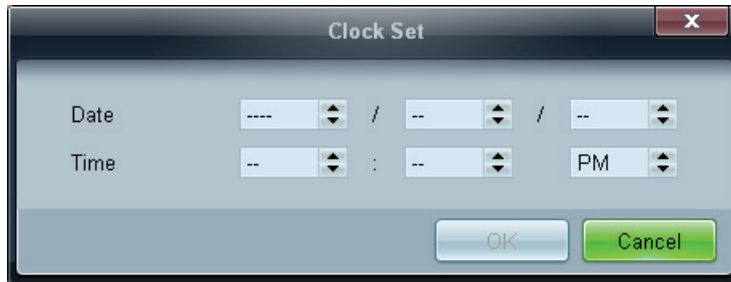 Clock Set
x
Date ---- / -- / --
Time -- : -- PM
OK Cancel